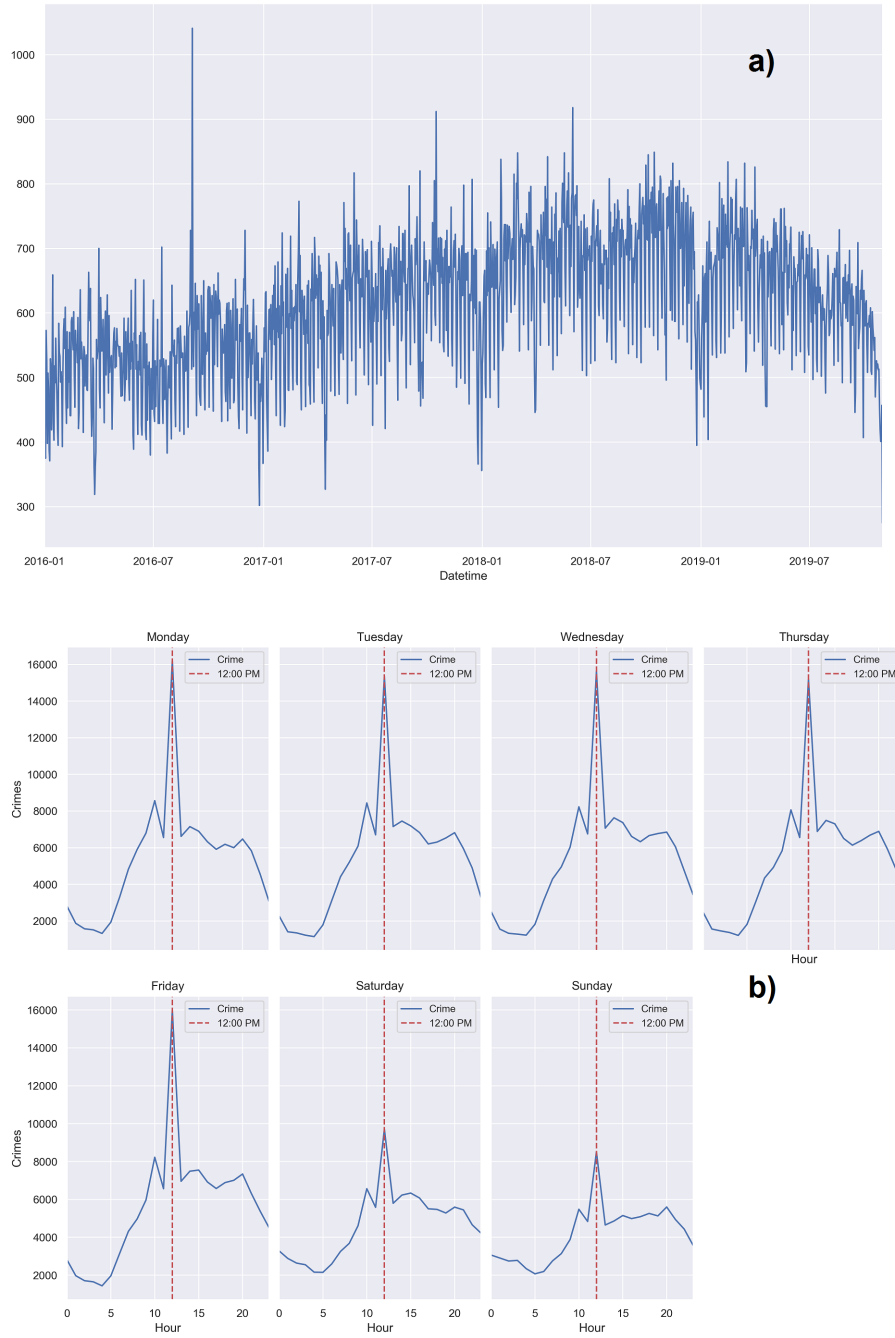 a)
1000
900
800
700
600
500
400
300
2016-01 2016-07 2017-01 2017-07 2018-01 2018-07 2019-01 2019-07
Datetime
Monday Tuesday Wednesday Thursday
Crime Crime Crime Crime
12:00 PM 12:00 PM 12:00 PM 12:00 PM
16000
14000
12000
10000
8000
6000
4000
2000
Crimes
Hour
b)
Friday Saturday Sunday
Crime Crime Crime
12:00 PM 12:00 PM 12:00 PM
16000
14000
12000
10000
8000
6000
4000
2000
Crimes
0 5 10 15 20 0 5 10 15 20 0 5 10 15 20
Hour Hour Hour